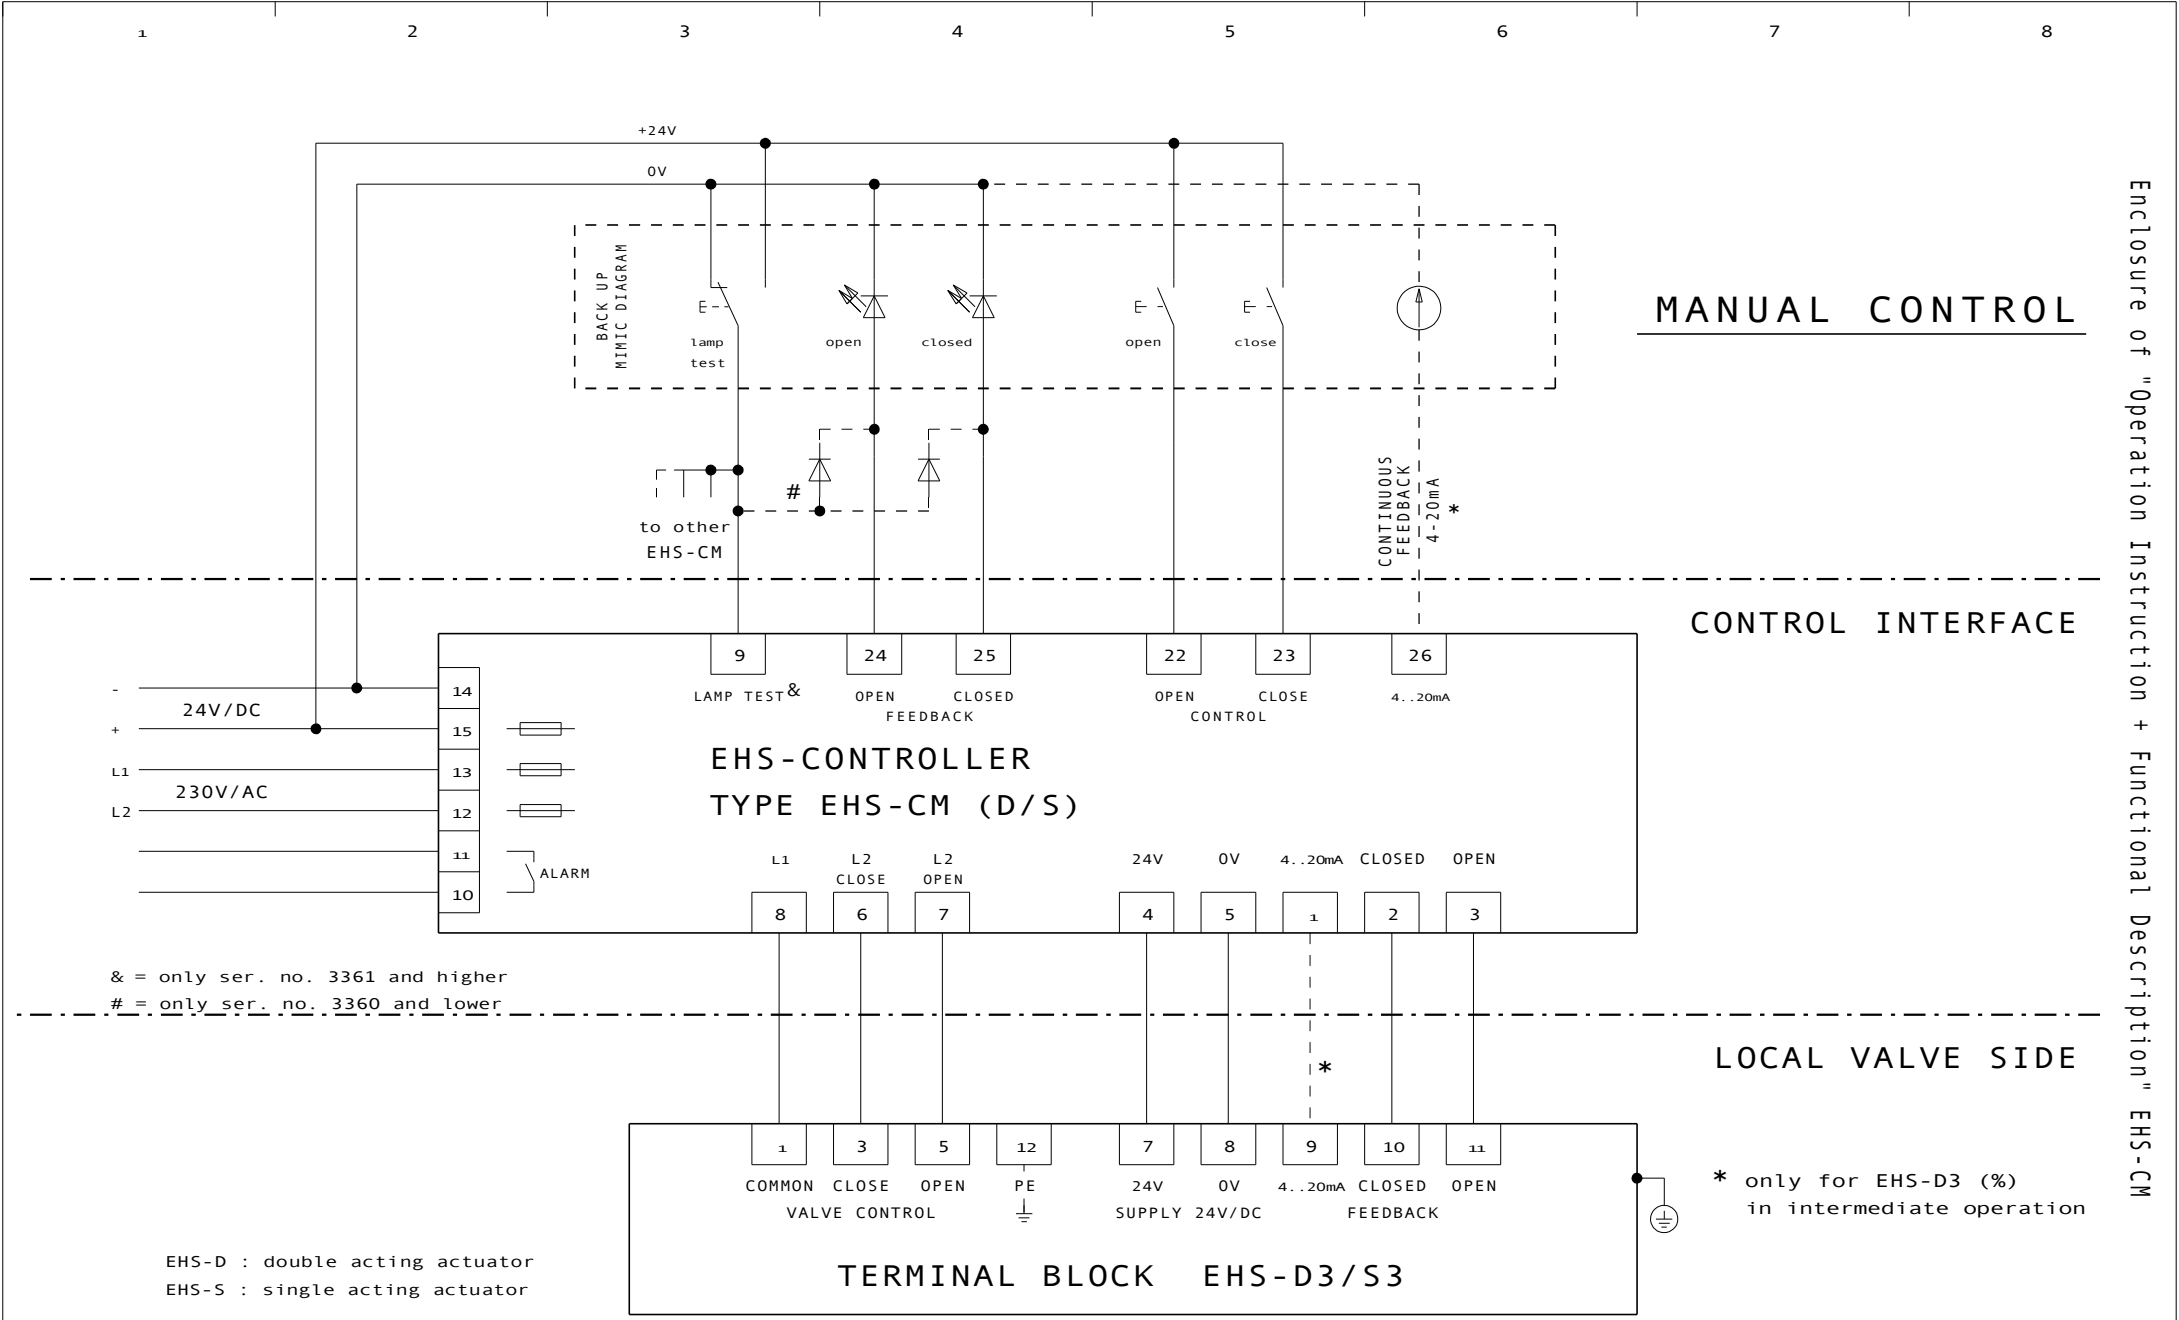 1 2 3 4 5 6 7 8
+24V
0V
BACK UP
MIMIC DIAGRAM
lamp
test
open
closed
open
close
MANUAL CONTROL
#
to other
EHS-CM
CONTINUOUS
FEEDBACK
4-20mA
*
CONTROL INTERFACE
9 24 25 22 23 26
LAMP TEST & OPEN CLOSED OPEN CLOSE 4..20mA
FEEDBACK CONTROL
- 14
24V/DC
+ 15
L1 13
230V/AC
L2 12
11
ALARM
10
EHS-CONTROLLER
TYPE EHS-CM (D/S)
L1 L2 L2 24V 0V 4..20mA CLOSED OPEN
CLOSE OPEN
8 6 7 4 5 1 2 3
& = only ser. no. 3361 and higher
# = only ser. no. 3360 and lower
LOCAL VALVE SIDE
*
1 3 5 12 7 8 9 10 11
COMMON CLOSE OPEN PE 24V 0V 4..20mA CLOSED OPEN
VALVE CONTROL SUPPLY 24V/DC FEEDBACK
* only for EHS-D3 (%)
in intermediate operation
EHS-D : double acting actuator
EHS-S : single acting actuator
TERMINAL BLOCK EHS-D3/S3
Enclosure of "Operation Instruction + Functional Description" EHS-CM